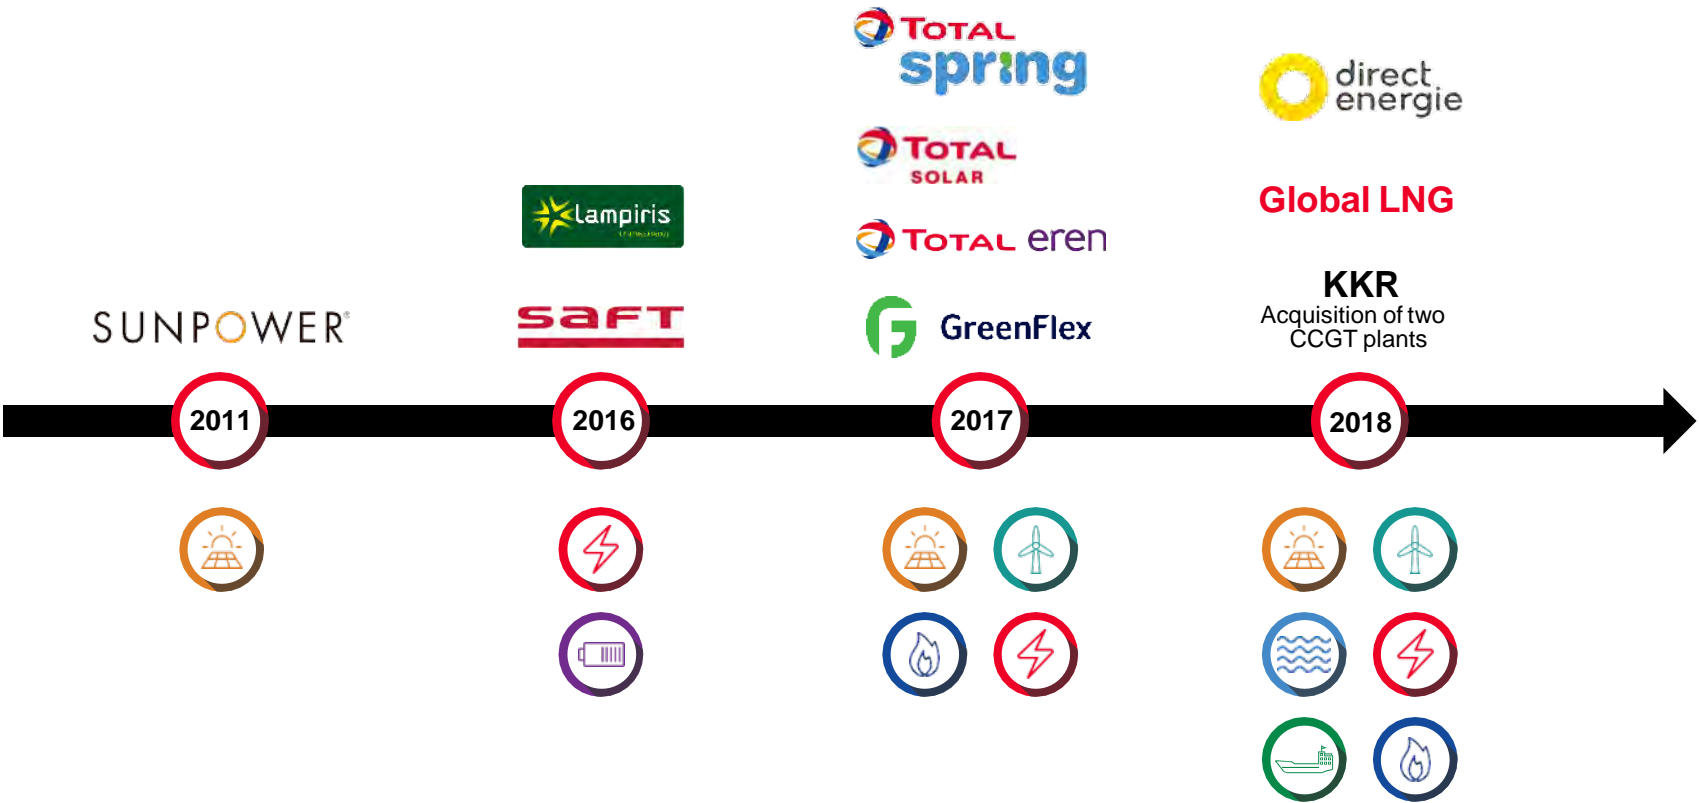 TOTAL
spring
TOTAL
SOLAR
TOTAL eren
GreenFlex
direct
energie
Global LNG
KKR
Acquisition of two
CCGT plants
Lampiris
saft
SUNPOWER®
2011
2016
2017
2018